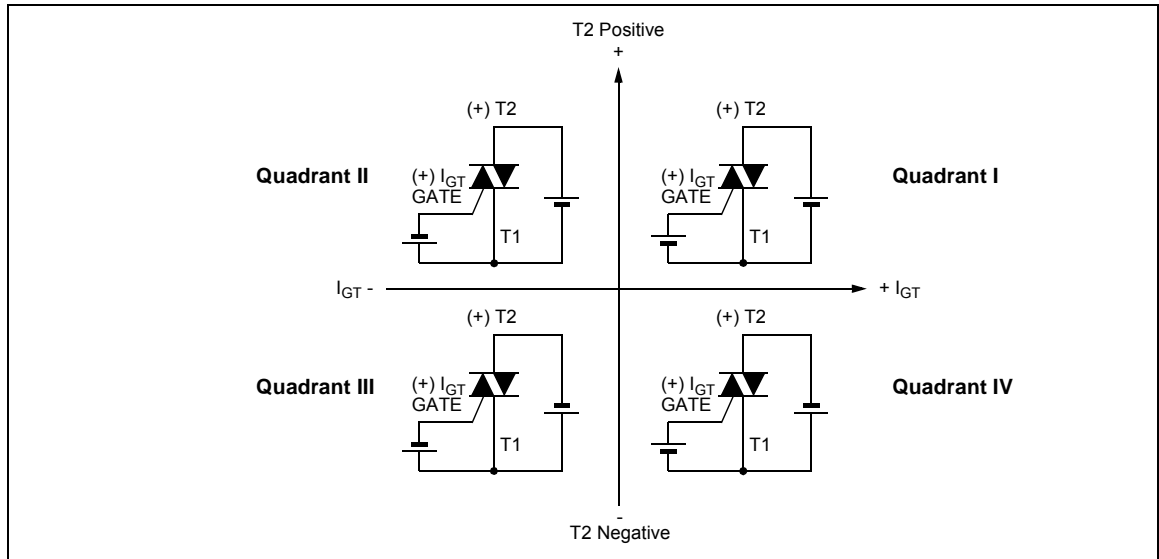 T2 Positive
+
(+) T2
(+) T2
Quadrant II
(+) IGT
GATE
T1
(+) IGT
GATE
T1
Quadrant I
IGT -
+ IGT
(+) T2
(+) T2
Quadrant III
(+) IGT
GATE
T1
(+) IGT
GATE
T1
Quadrant IV
-
T2 Negative